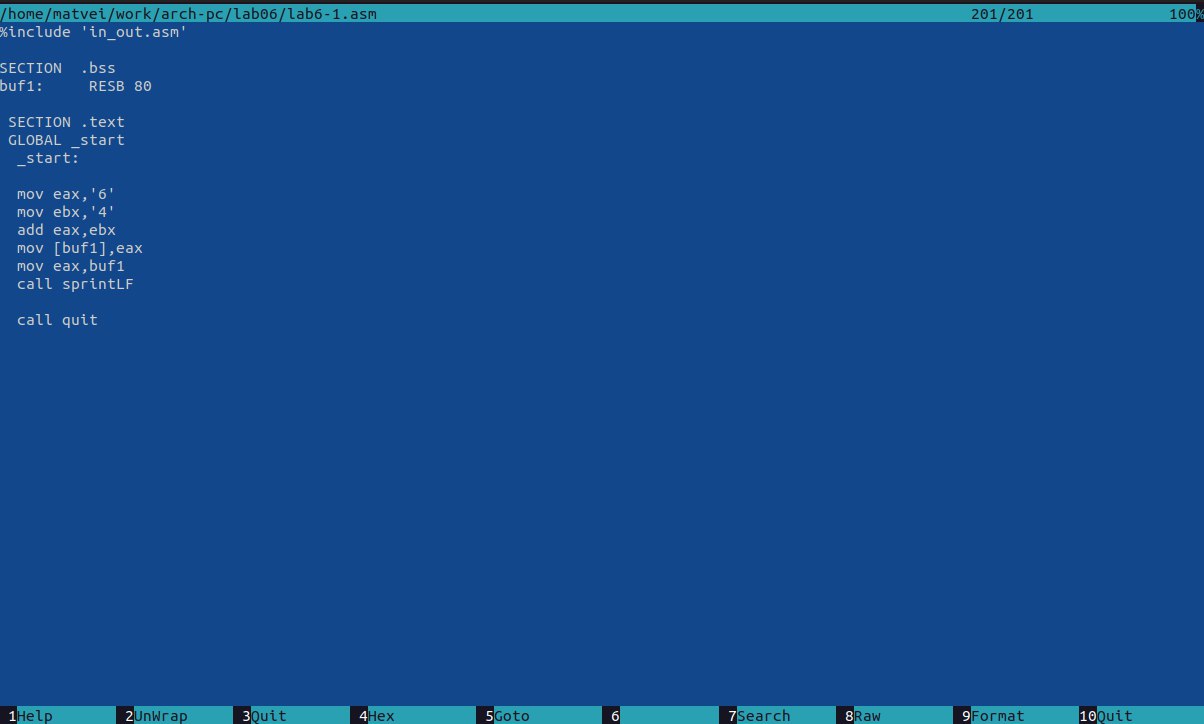 /home/matvei/work/arch-pc/lab06/lab6-1.asm 201/201 100%
%include 'in_out.asm'
SECTION  .bss
buf1:     RESB 80
SECTION .text
GLOBAL _start
_start:
mov eax,'6'
mov ebx,'4'
add eax,ebx
mov [buf1],eax
mov eax,buf1
call sprintLF
call quit
1Help 2UnWrap 3Quit 4Hex 5Goto 6 7Search 8Raw 9Format 10Quit